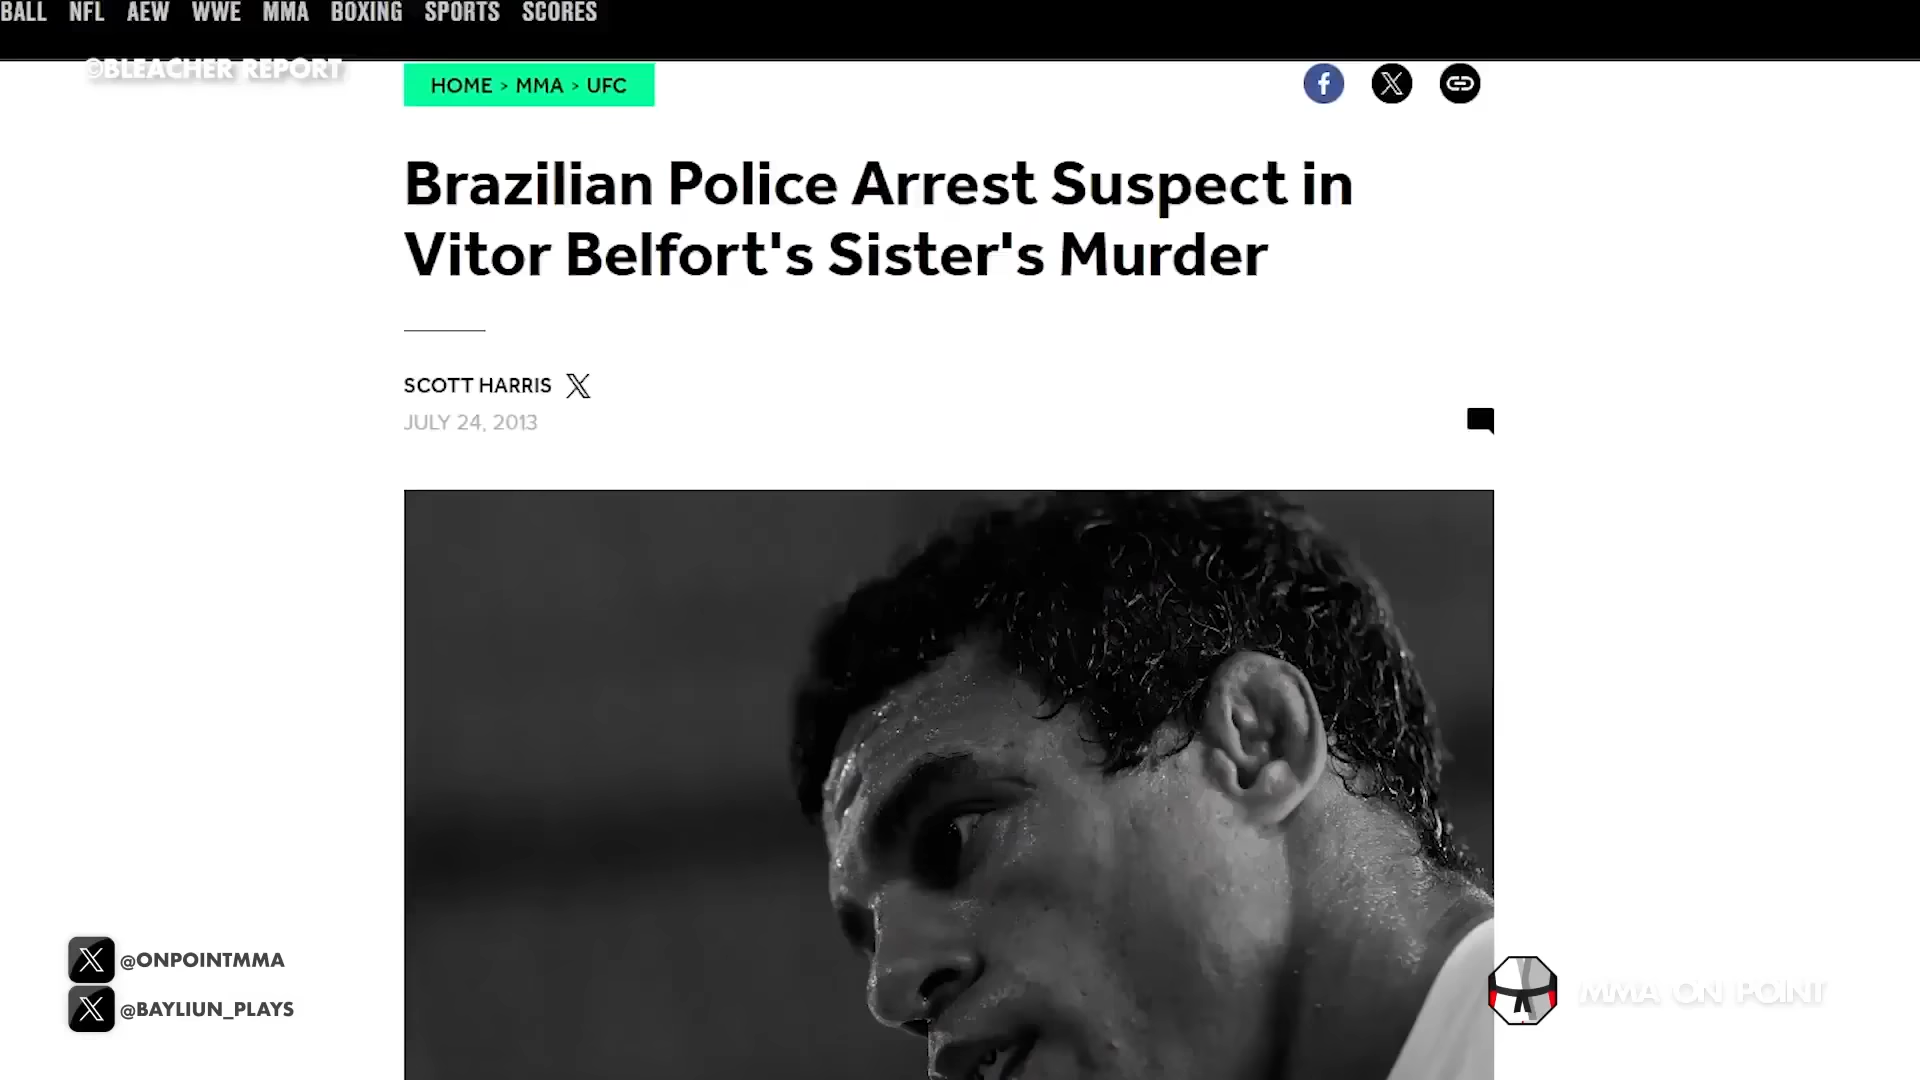 BALL NFL AEW WWE MMA BOXING SPORTS SCORES
©BLEACHER REPORT
HOME > MMA > UFC
Brazilian Police Arrest Suspect in
Vitor Belfort's Sister's Murder
SCOTT HARRIS
JULY 24, 2013
@ONPOINTMMA
@BAYLIUN_PLAYS
MMA ON POINT